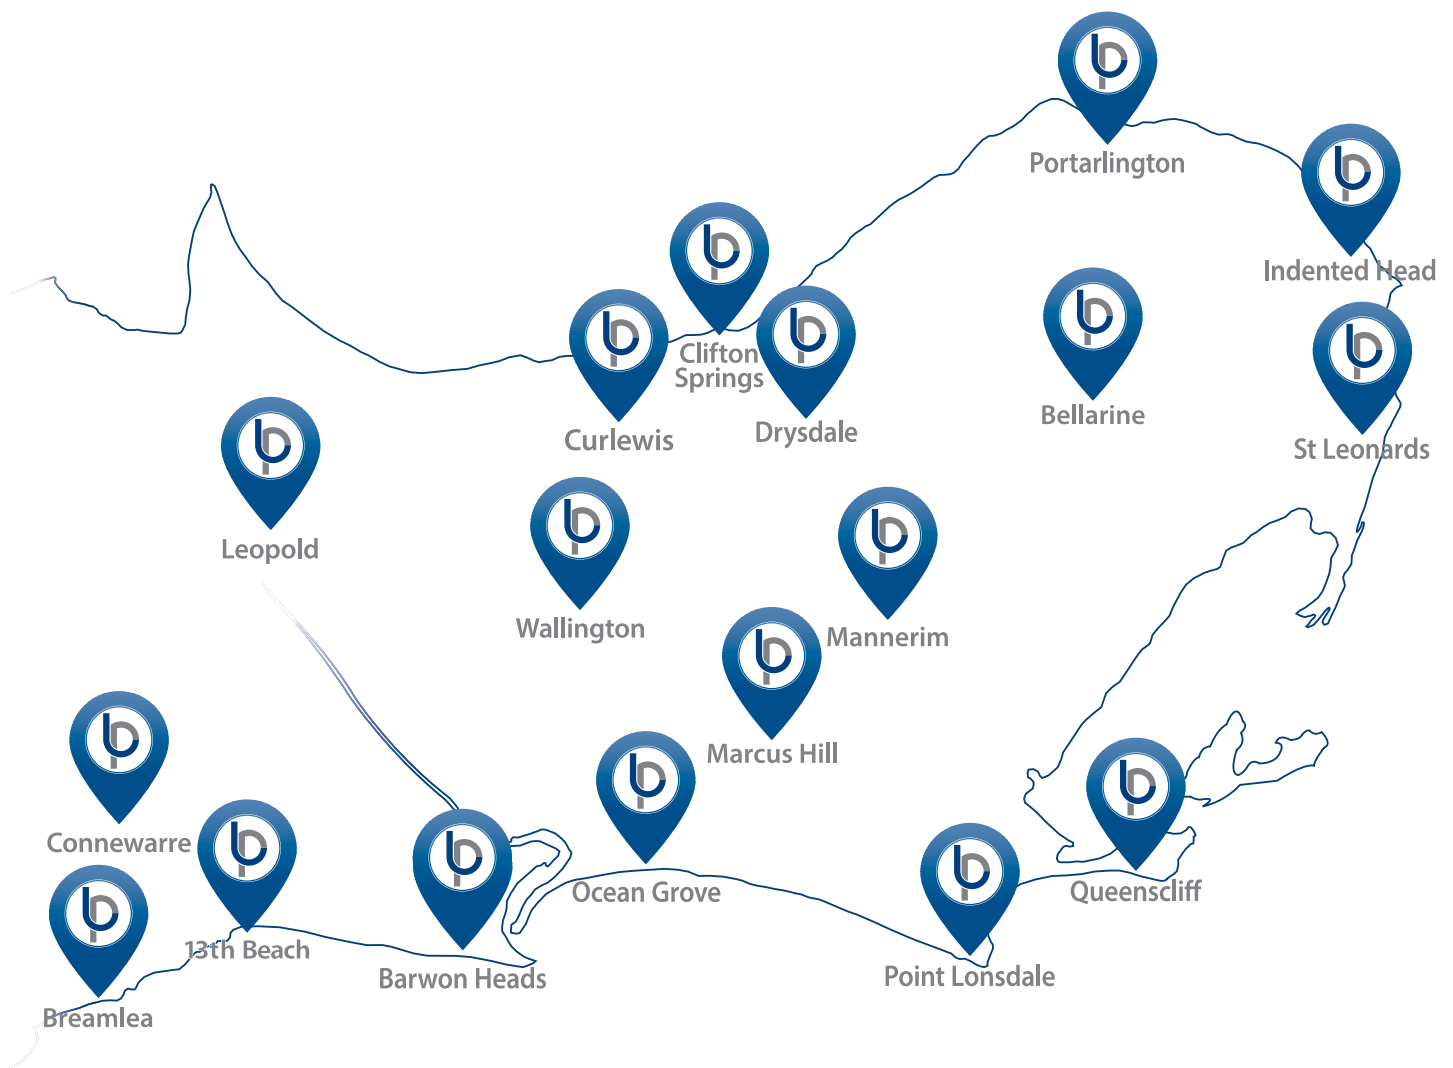 Portarlington
Indented Head
Clifton
Springs
Bellarine
Drysdale
Curlewis
St Leonards
Leopold
Wallington
Mannerim
Marcus Hill
Connewarre
Queenscliff
Ocean Grove
13th Beach
Point Lonsdale
Barwon Heads
Breamlea